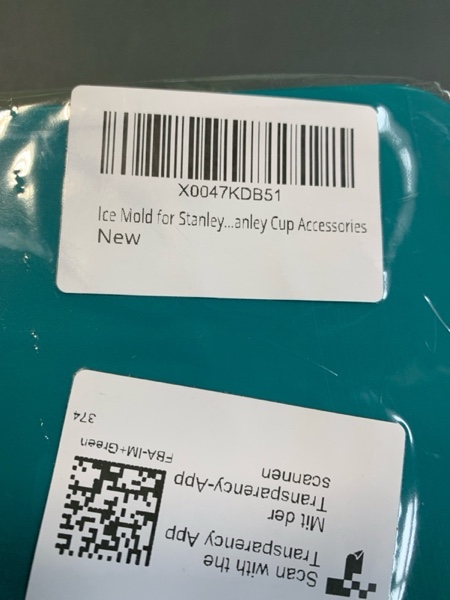 X0047KDB51
Ice Mold for Stanley...anley Cup Accessories
New
Scan with the
Transparency App
Mit der
Transparency-App
scannen
FBA-IM+Green
374